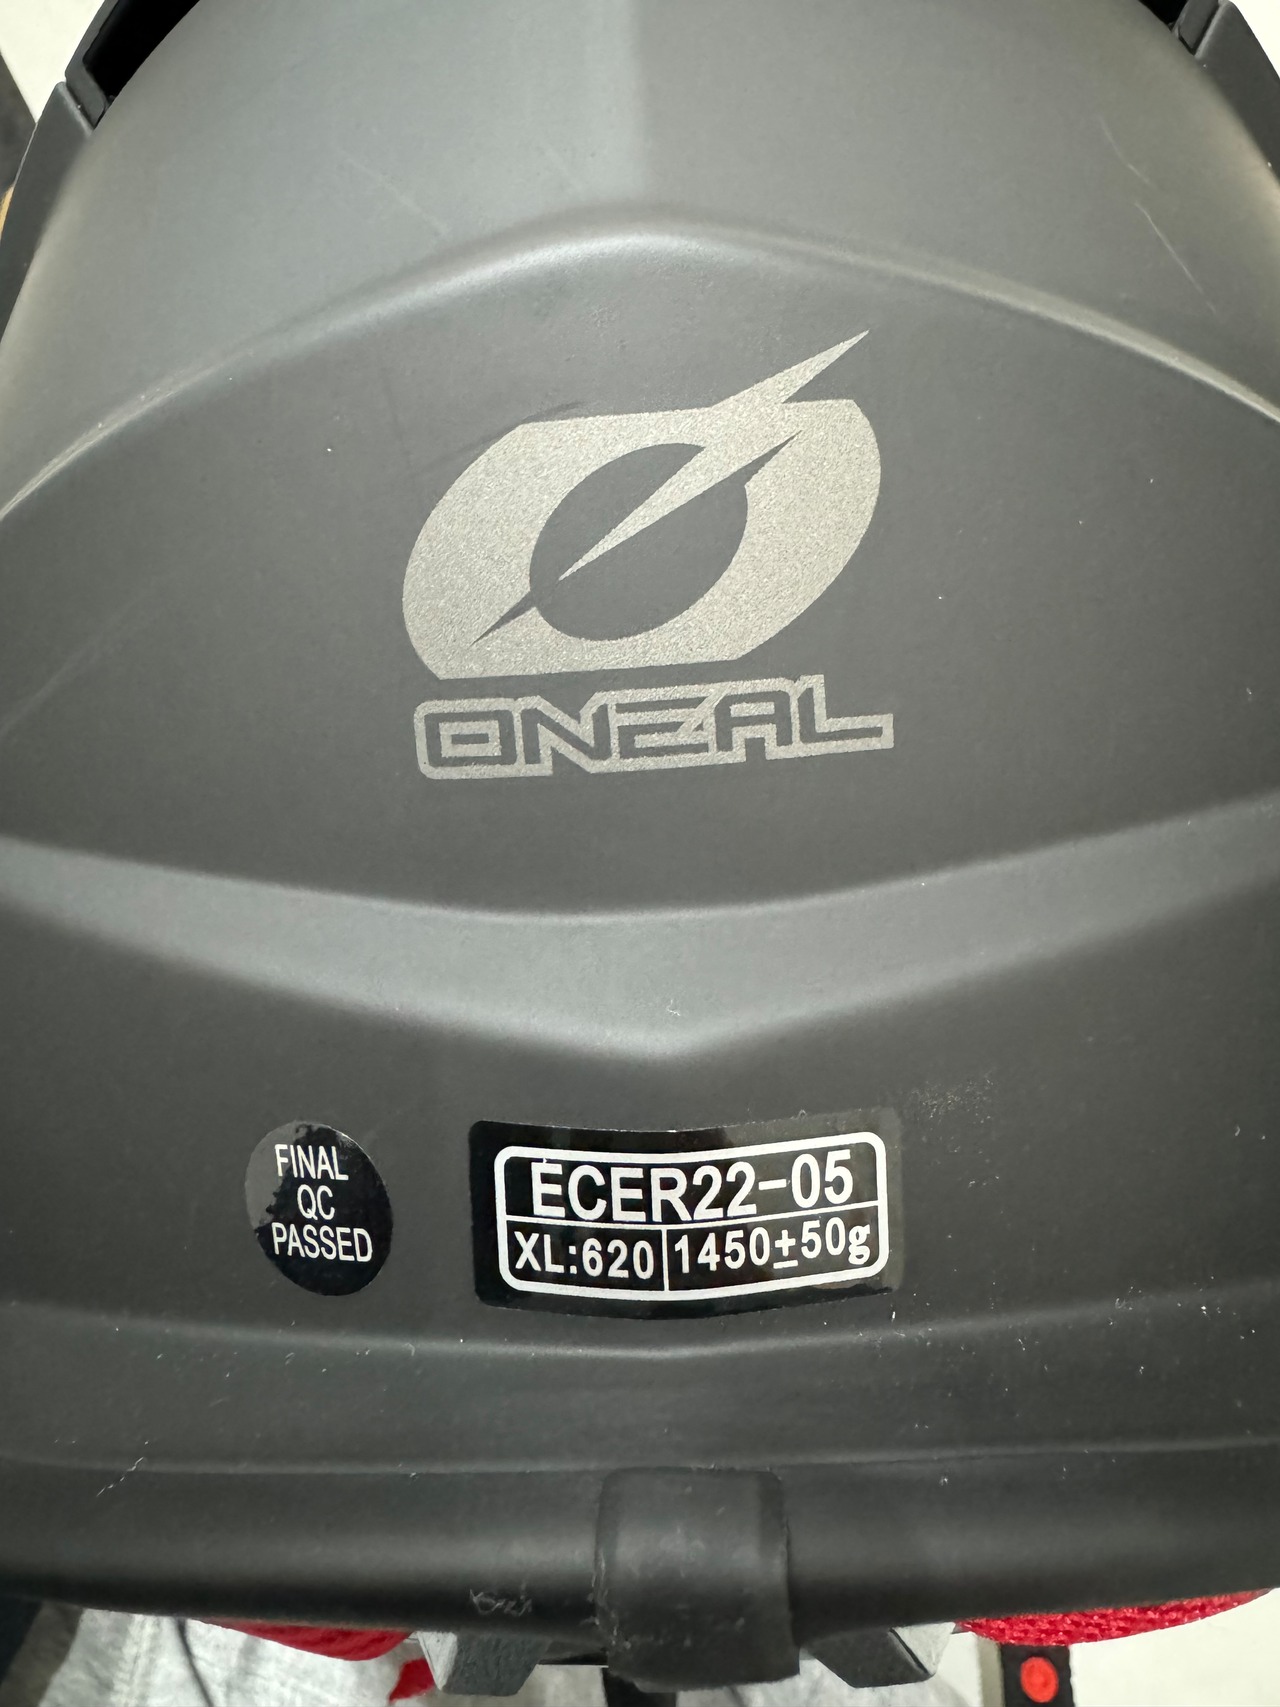 ONEAL
FINAL
QC
PASSED
ECER22-05
XL:620 1450±50g